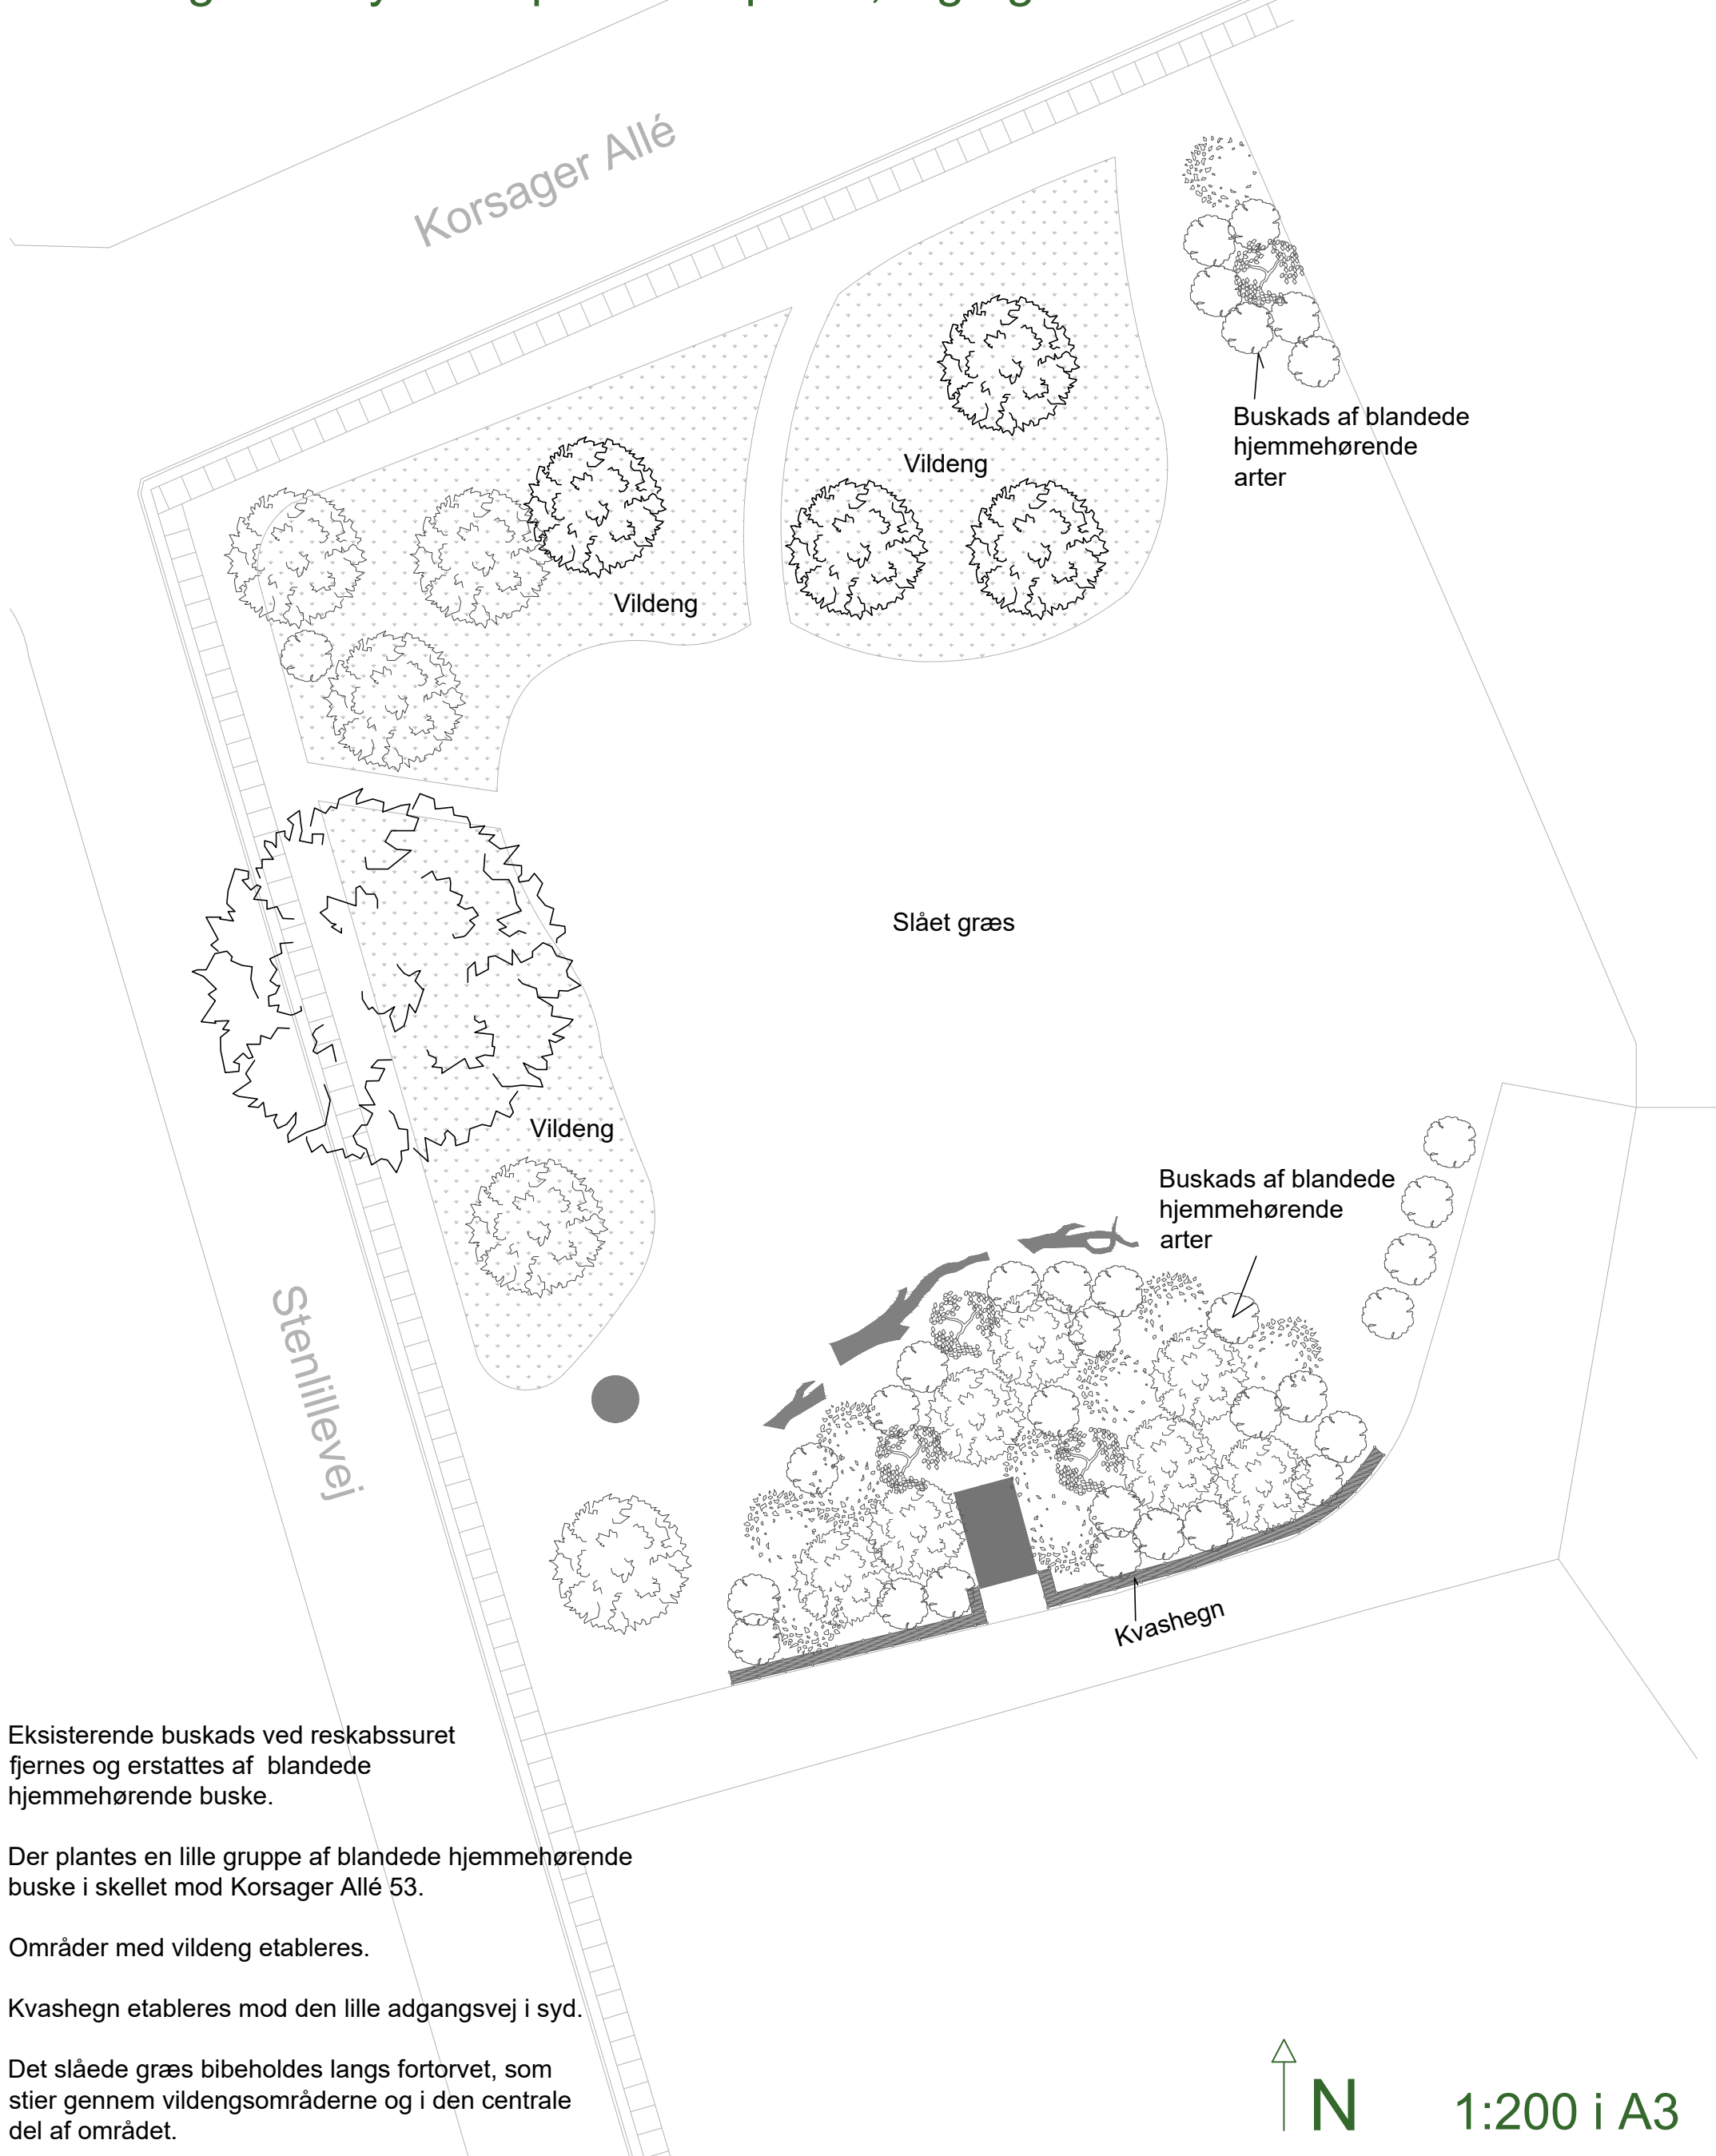 Korsager Allé
Buskads af blandede
hjemmehørende
arter
Vildeng
Vildeng
Slået græs
Vildeng
Buskads af blandede
hjemmehørende
arter
Stenlillevej
Kvashegn
Eksisterende buskads ved reskabssuret
fjernes og erstattes af  blandede
hjemmehørende buske.
Der plantes en lille gruppe af blandede hjemmehørende
buske i skellet mod Korsager Allé 53.
Områder med vildeng etableres.
Kvashegn etableres mod den lille adgangsvej i syd.
Det slåede græs bibeholdes langs fortorvet, som
stier gennem vildengsområderne og i den centrale
del af området.
N
1:200 i A3